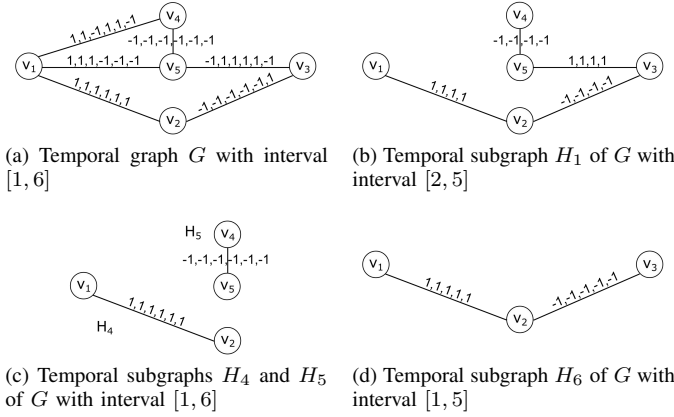 v4
1,1,-1,1,1,-1
-1,-1,-1,-1,-1,-1
v1
1,1,1,-1,-1,-1
v5
-1,1,1,1,1,-1
v3
1,1,1,1,1,1
-1,-1,-1,-1,-1,1
v2
(a) Temporal graph G with interval
[1, 6]
v4
-1,-1,-1,-1
v1
v5
1,1,1,1
v3
1,1,1,1
-1,-1,-1,-1
v2
(b) Temporal subgraph H1 of G with
interval [2, 5]
H5
v4
-1,-1,-1,-1,-1,-1
v1
v5
1,1,1,1,1,1
H4
v2
(c) Temporal subgraphs H4 and H5
of G with interval [1, 6]
v1
v3
1,1,1,1,1
-1,-1,-1,-1,-1
v2
(d) Temporal subgraph H6 of G with
interval [1, 5]